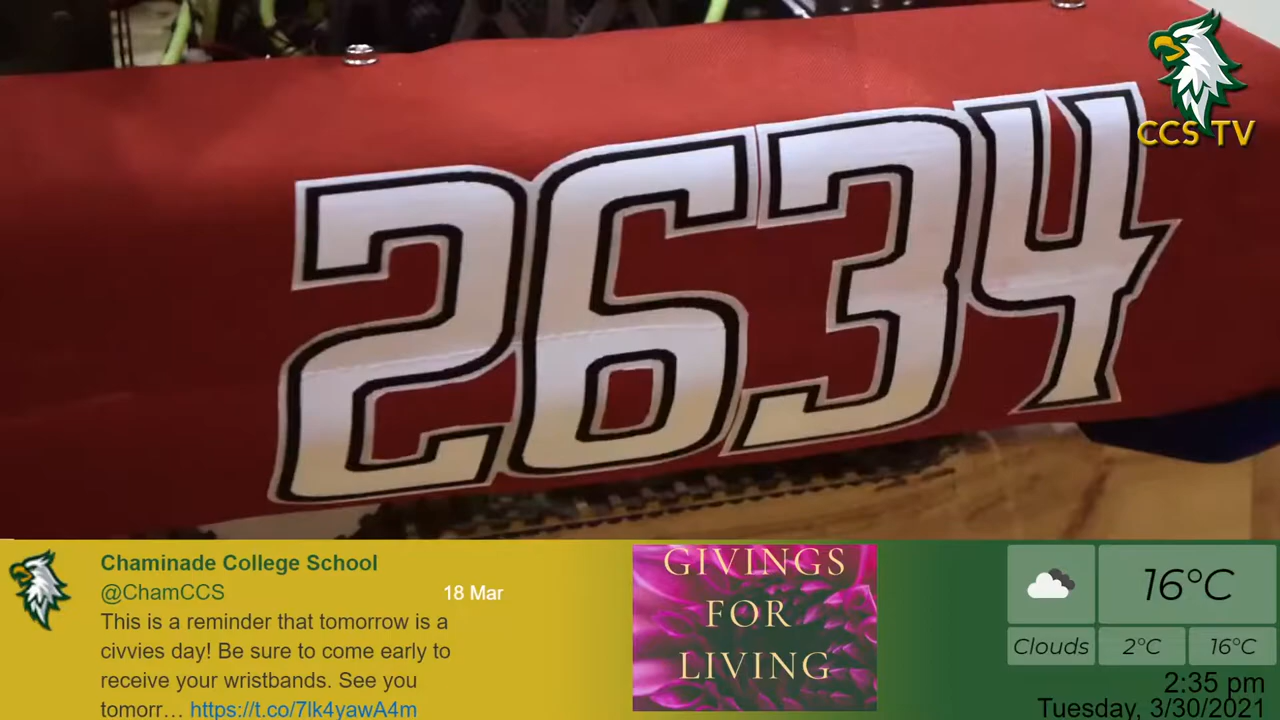 2634
CCS TV
Chaminade College School
@ChamCCS
18 Mar
This is a reminder that tomorrow is a
civvies day! Be sure to come early to
receive your wristbands. See you
tomorr… https://t.co/7lk4yawA4m
GIVINGS
FOR
LIVING
16°C
Clouds
2°C
16°C
2:35 pm
Tuesday, 3/30/2021